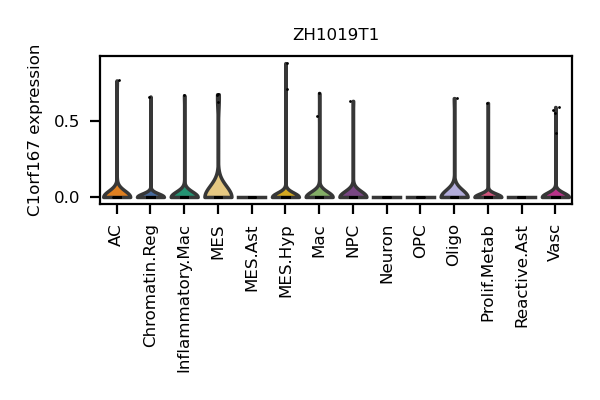 ZH1019T1
C1orf167 expression
0.5
0.0
AC
Chromatin.Reg
Inflammatory.Mac
MES
MES.Ast
MES.Hyp
Mac
NPC
Neuron
OPC
Oligo
Prolif.Metab
Reactive.Ast
Vasc